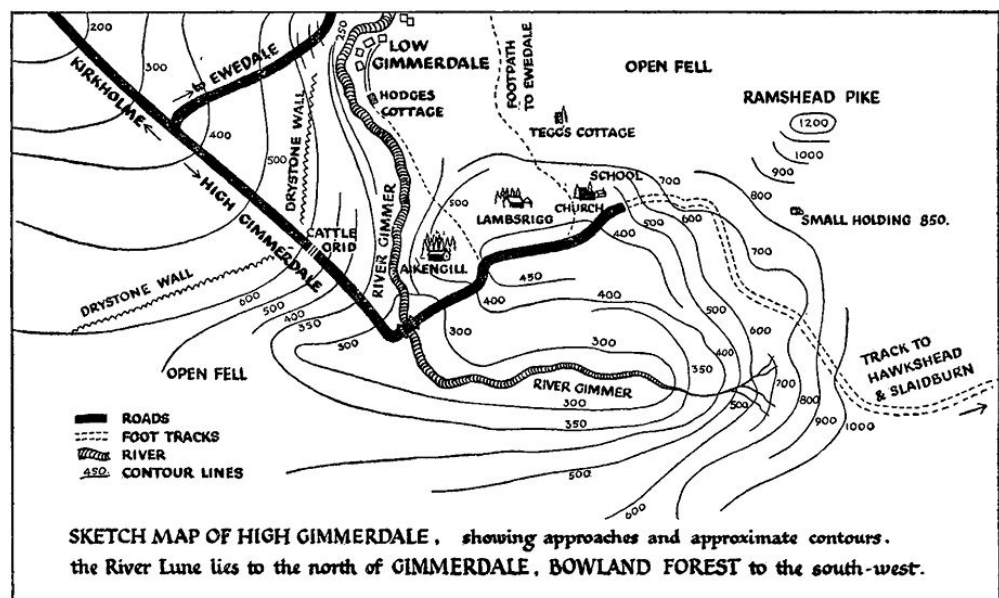 200
300
KIRKHOLME
EWEDALE
400
500
250
LOW
GIMMERDALE
HODGES
COTTAGE
FOOTPATH
TO EWEDALE
OPEN FELL
RAMSHEAD PIKE
1200
1000
900
800
TEGGS COTTAGE
DRYSTONE WALL
HIGH GIMMERDALE
CATTLE
GRID
RIVER GIMMER
AIKENGILL
500
LAMBSRIGG
SCHOOL
CHURCH
700
600
500
400
SMALL HOLDING 850.
700
450
DRYSTONE WALL
600
500
400
350
300
400
300
400
300
500
600
400
350
TRACK TO
HAWKSHEAD
& SLAIDBURN
OPEN FELL
RIVER GIMMER
300
350
500
700
800
900
1000
500
600
ROADS
FOOT TRACKS
RIVER
450 CONTOUR LINES
SKETCH MAP OF HIGH GIMMERDALE, showing approaches and approximate contours.
the River Lune lies to the north of GIMMERDALE, BOWLAND FOREST to the south-west.